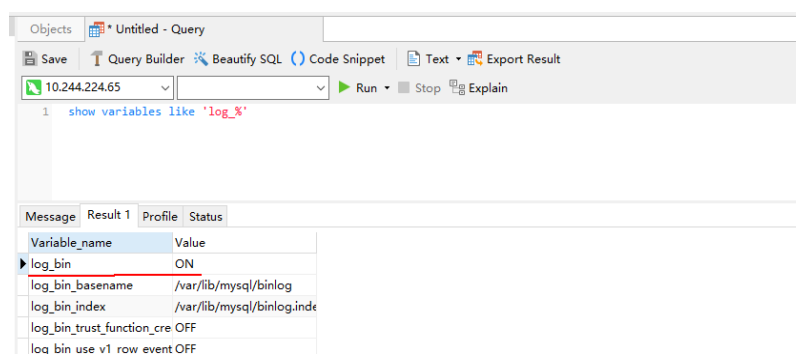 Objects * Untitled - Query
Save Query Builder Beautify SQL () Code Snippet Text Export Result
10.244.224.65 Run Stop Explain
1 show variables like 'log_%'
Message Result 1 Profile Status
Variable_name Value
log_bin ON
log_bin_basename /var/lib/mysql/binlog
log_bin_index /var/lib/mysql/binlog.inde
log_bin_trust_function_cre OFF
log_bin_use_v1_row_event OFF